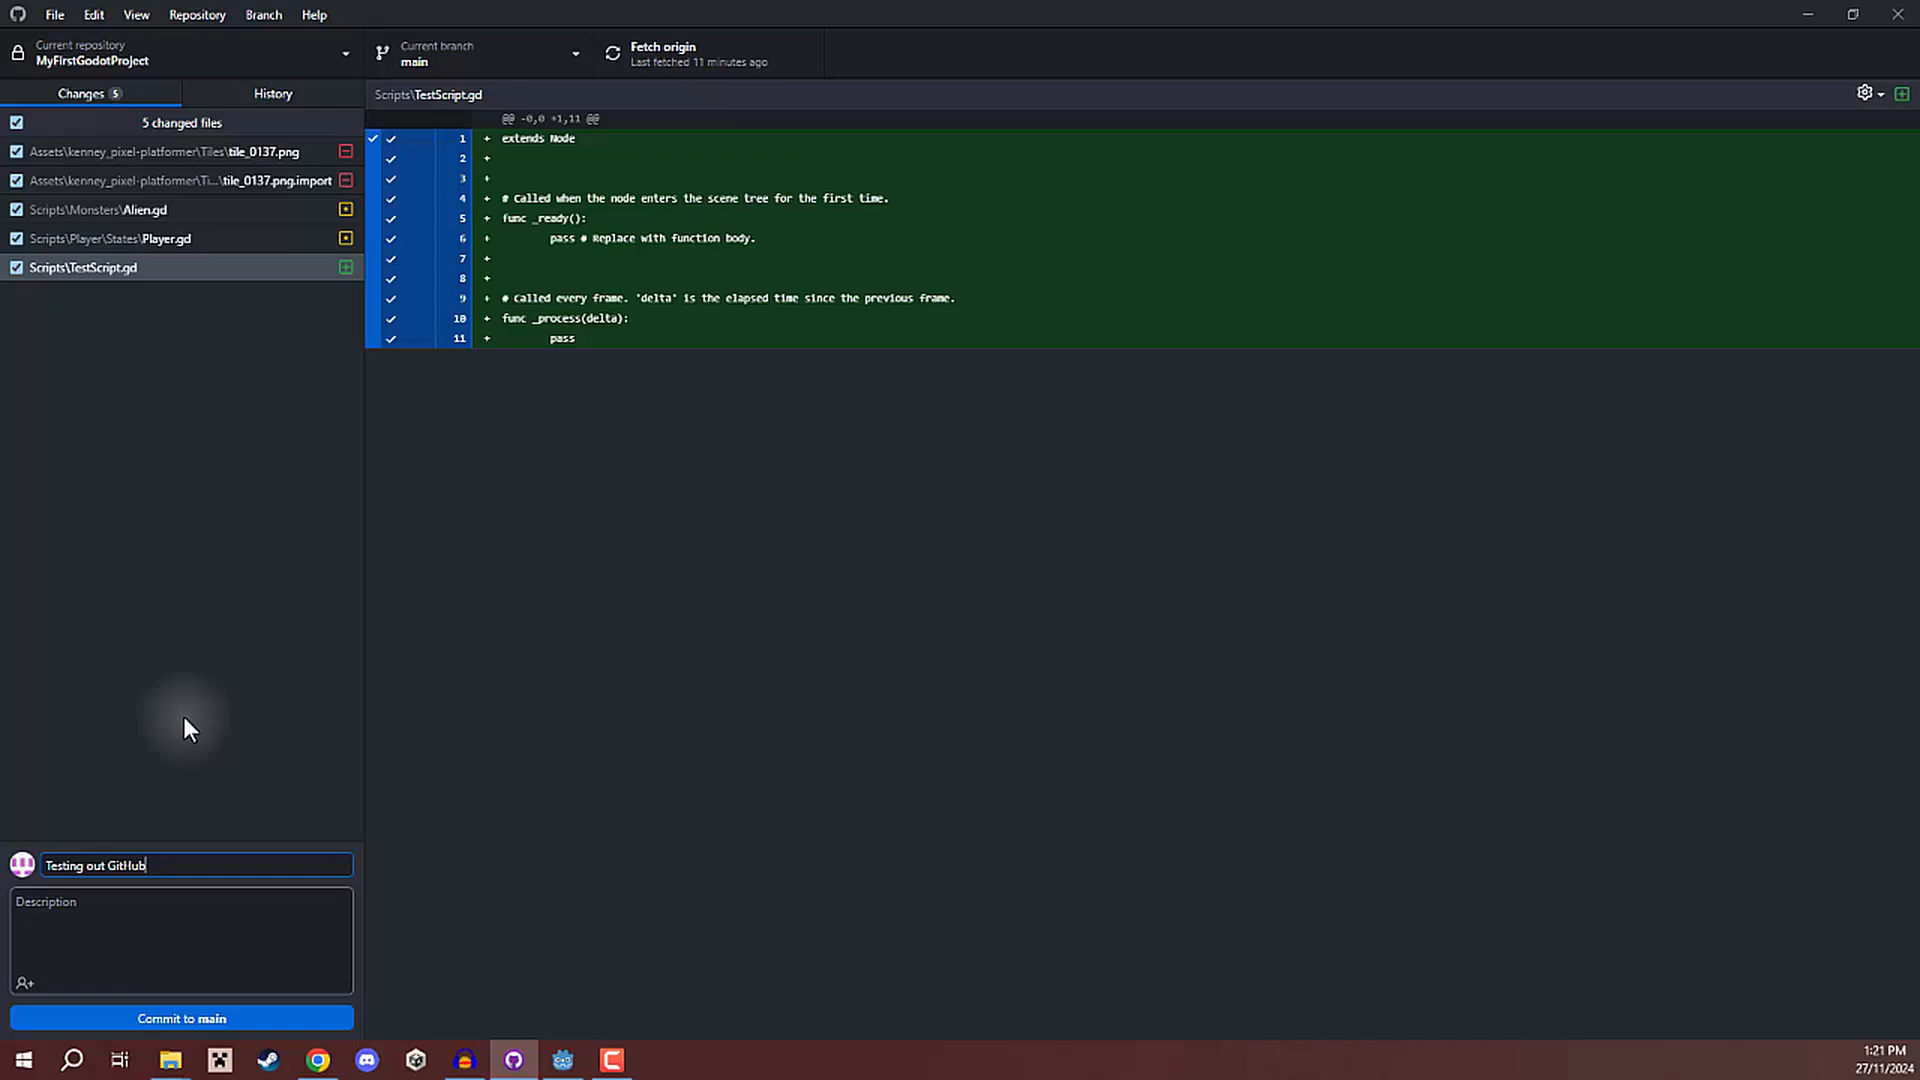 File Edit View Repository Branch Help
Current repository
MyFirstGodotProject
Current branch
main
Fetch origin
Last fetched 11 minutes ago
Changes 5
History
5 changed files
Assets\kenney_pixel-platformer\Tiles\tile_0137.png
Assets\kenney_pixel-platformer\Ti...\tile_0137.png.import
Scripts\Monsters\Alien.gd
Scripts\Player\States\Player.gd
Scripts\TestScript.gd
Scripts\TestScript.gd
@@ -0,0 +1,11 @@
1 + extends Node
2 +
3 +
4 + # Called when the node enters the scene tree for the first time.
5 + func _ready():
6 + pass # Replace with function body.
7 +
8 +
9 + # Called every frame. 'delta' is the elapsed time since the previous frame.
10 + func _process(delta):
11 + pass
Testing out GitHub
Description
Commit to main
1:21 PM
27/11/2024